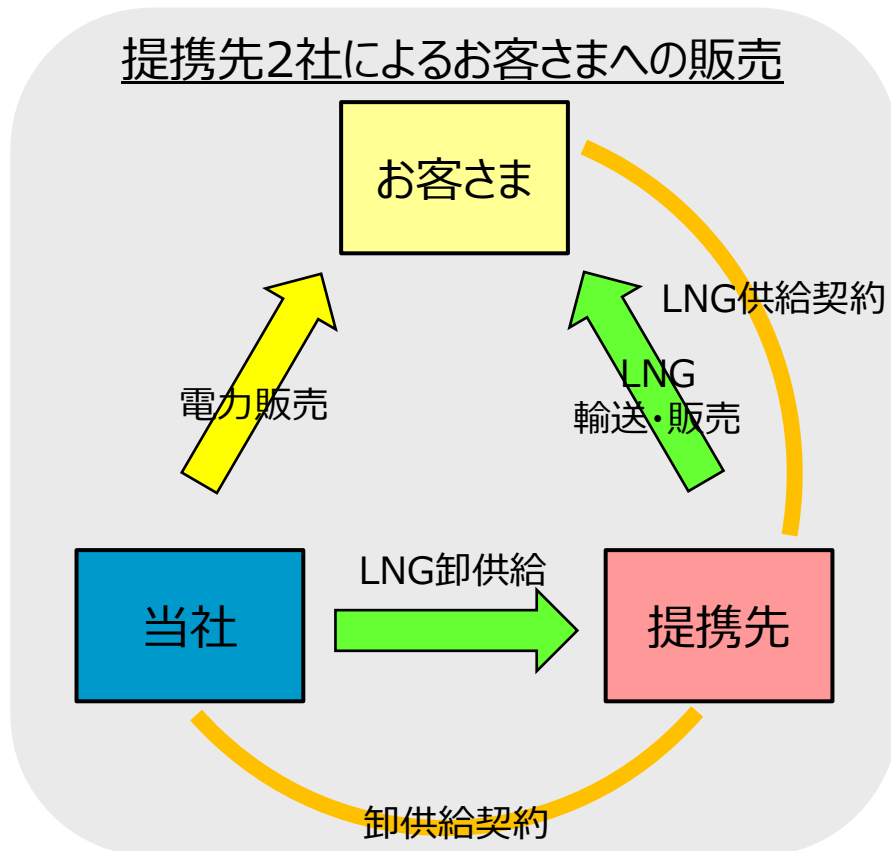 提携先2社によるお客さまへの販売
お客さま
LNG供給契約
電力販売
LNG
輸送・販売
LNG卸供給
当社
提携先
卸供給契約